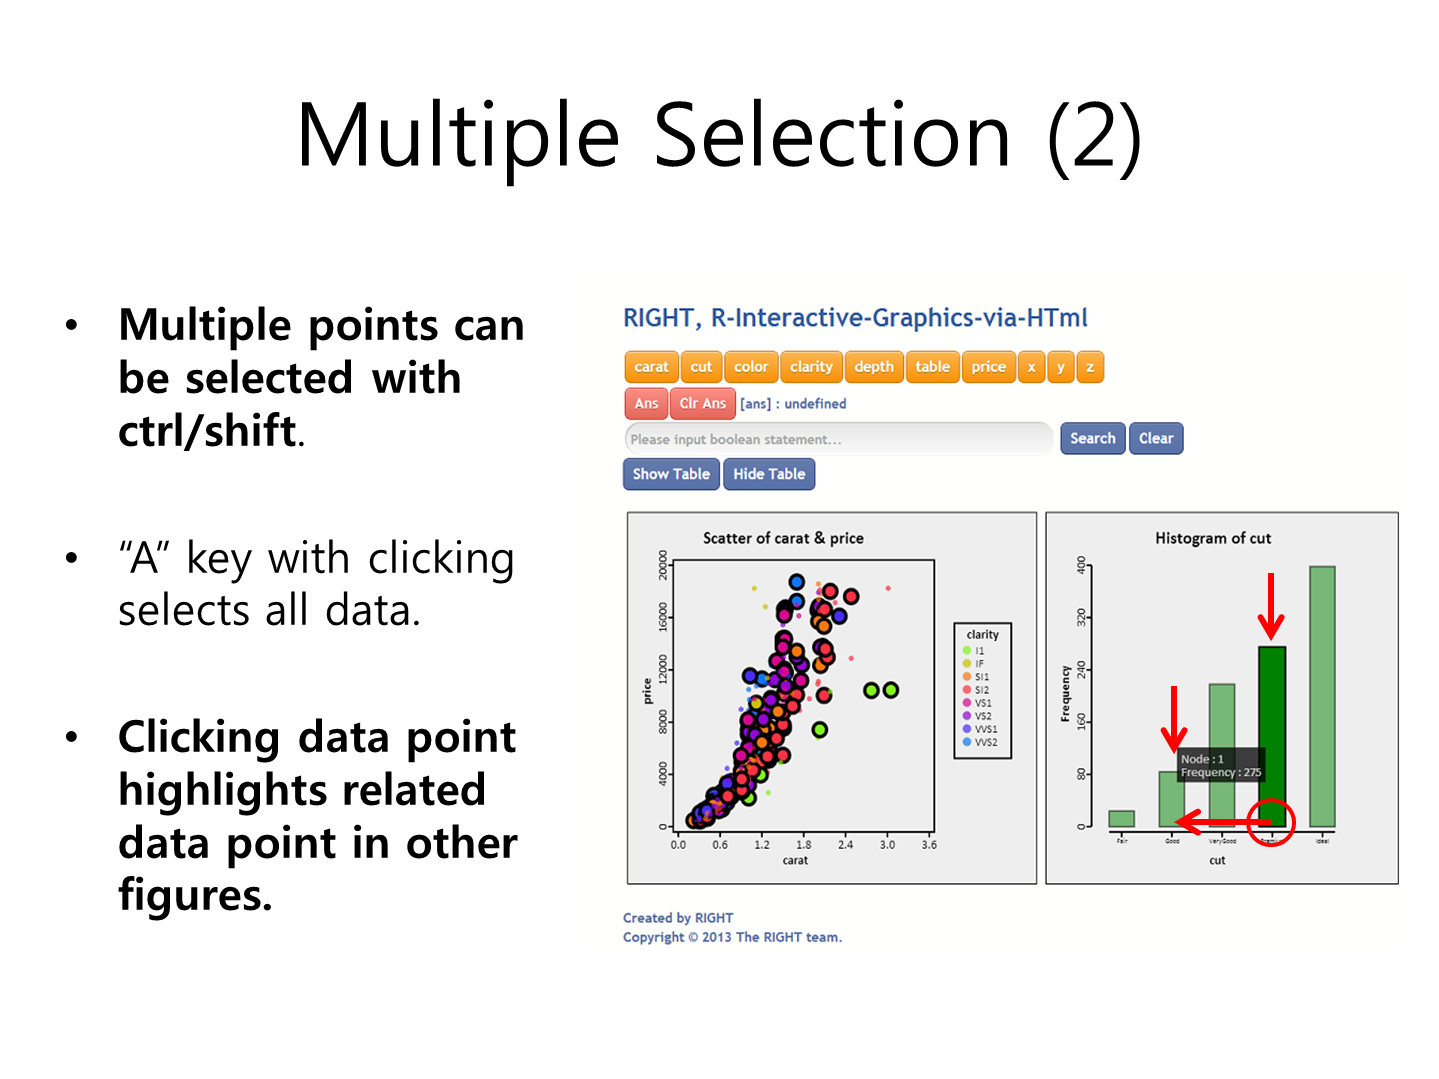 Multiple Selection (2)
• Multiple points can
be selected with
ctrl/shift.
• “A” key with clicking
selects all data.
• Clicking data point
highlights related
data point in other
figures.
RIGHT, R-Interactive-Graphics-via-HTml
carat cut color clarity depth table price x y z
Ans Clr Ans [ans] : undefined
Please input boolean statement... Search Clear
Show Table Hide Table
Scatter of carat & price
price
20000
16000
12000
8000
4000
0
0.0 0.6 1.2 1.8 2.4 3.0 3.6
carat
clarity
I1
IF
SI1
SI2
VS1
VS2
VVS1
VVS2
Histogram of cut
Frequency
400
320
240
160
80
0
Node : 1
Frequency : 275
Fair Good VeryGood Ideal
cut
Created by RIGHT
Copyright © 2013 The RIGHT team.